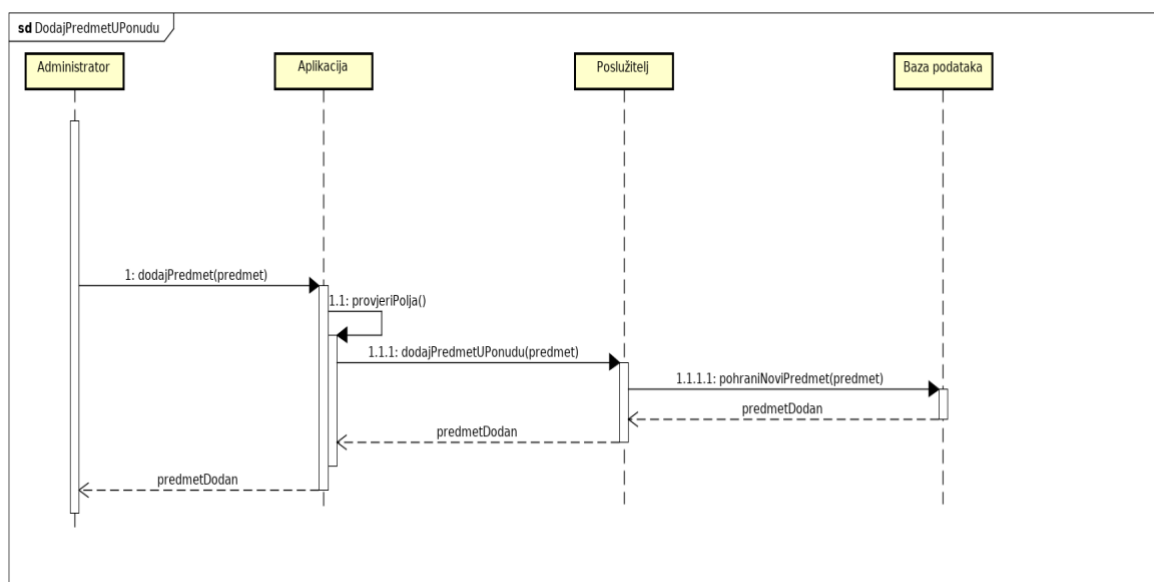 sd DodajPredmetUPonudu
Administrator
Aplikacija
Poslužitelj
Baza podataka
1: dodajPredmet(predmet)
1.1: provjeriPolja()
1.1.1: dodajPredmetUPonudu(predmet)
1.1.1.1: pohraniNoviPredmet(predmet)
predmetDodan
predmetDodan
predmetDodan